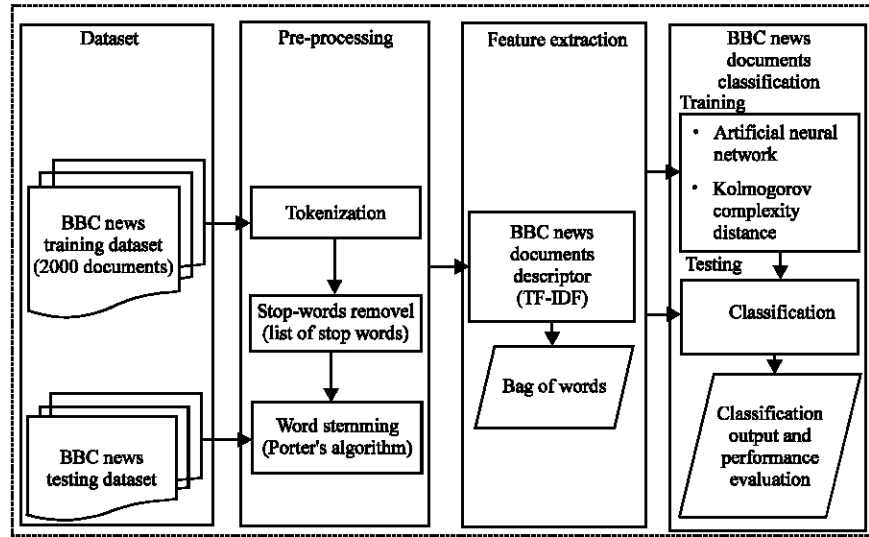 Dataset
BBC news
training dataset
(2000 documents)
BBC news
testing dataset
Pre-processing
Tokenization
Stop-words removel
(list of stop words)
Word stemming
(Porter's algorithm)
Feature extraction
BBC news
documents
descriptor
(TF-IDF)
Bag of words
BBC news
documents
classification
Training
• Artificial neural
network
• Kolmogorov
complexity
distance
Testing
Classification
Classification
output and
performance
evaluation